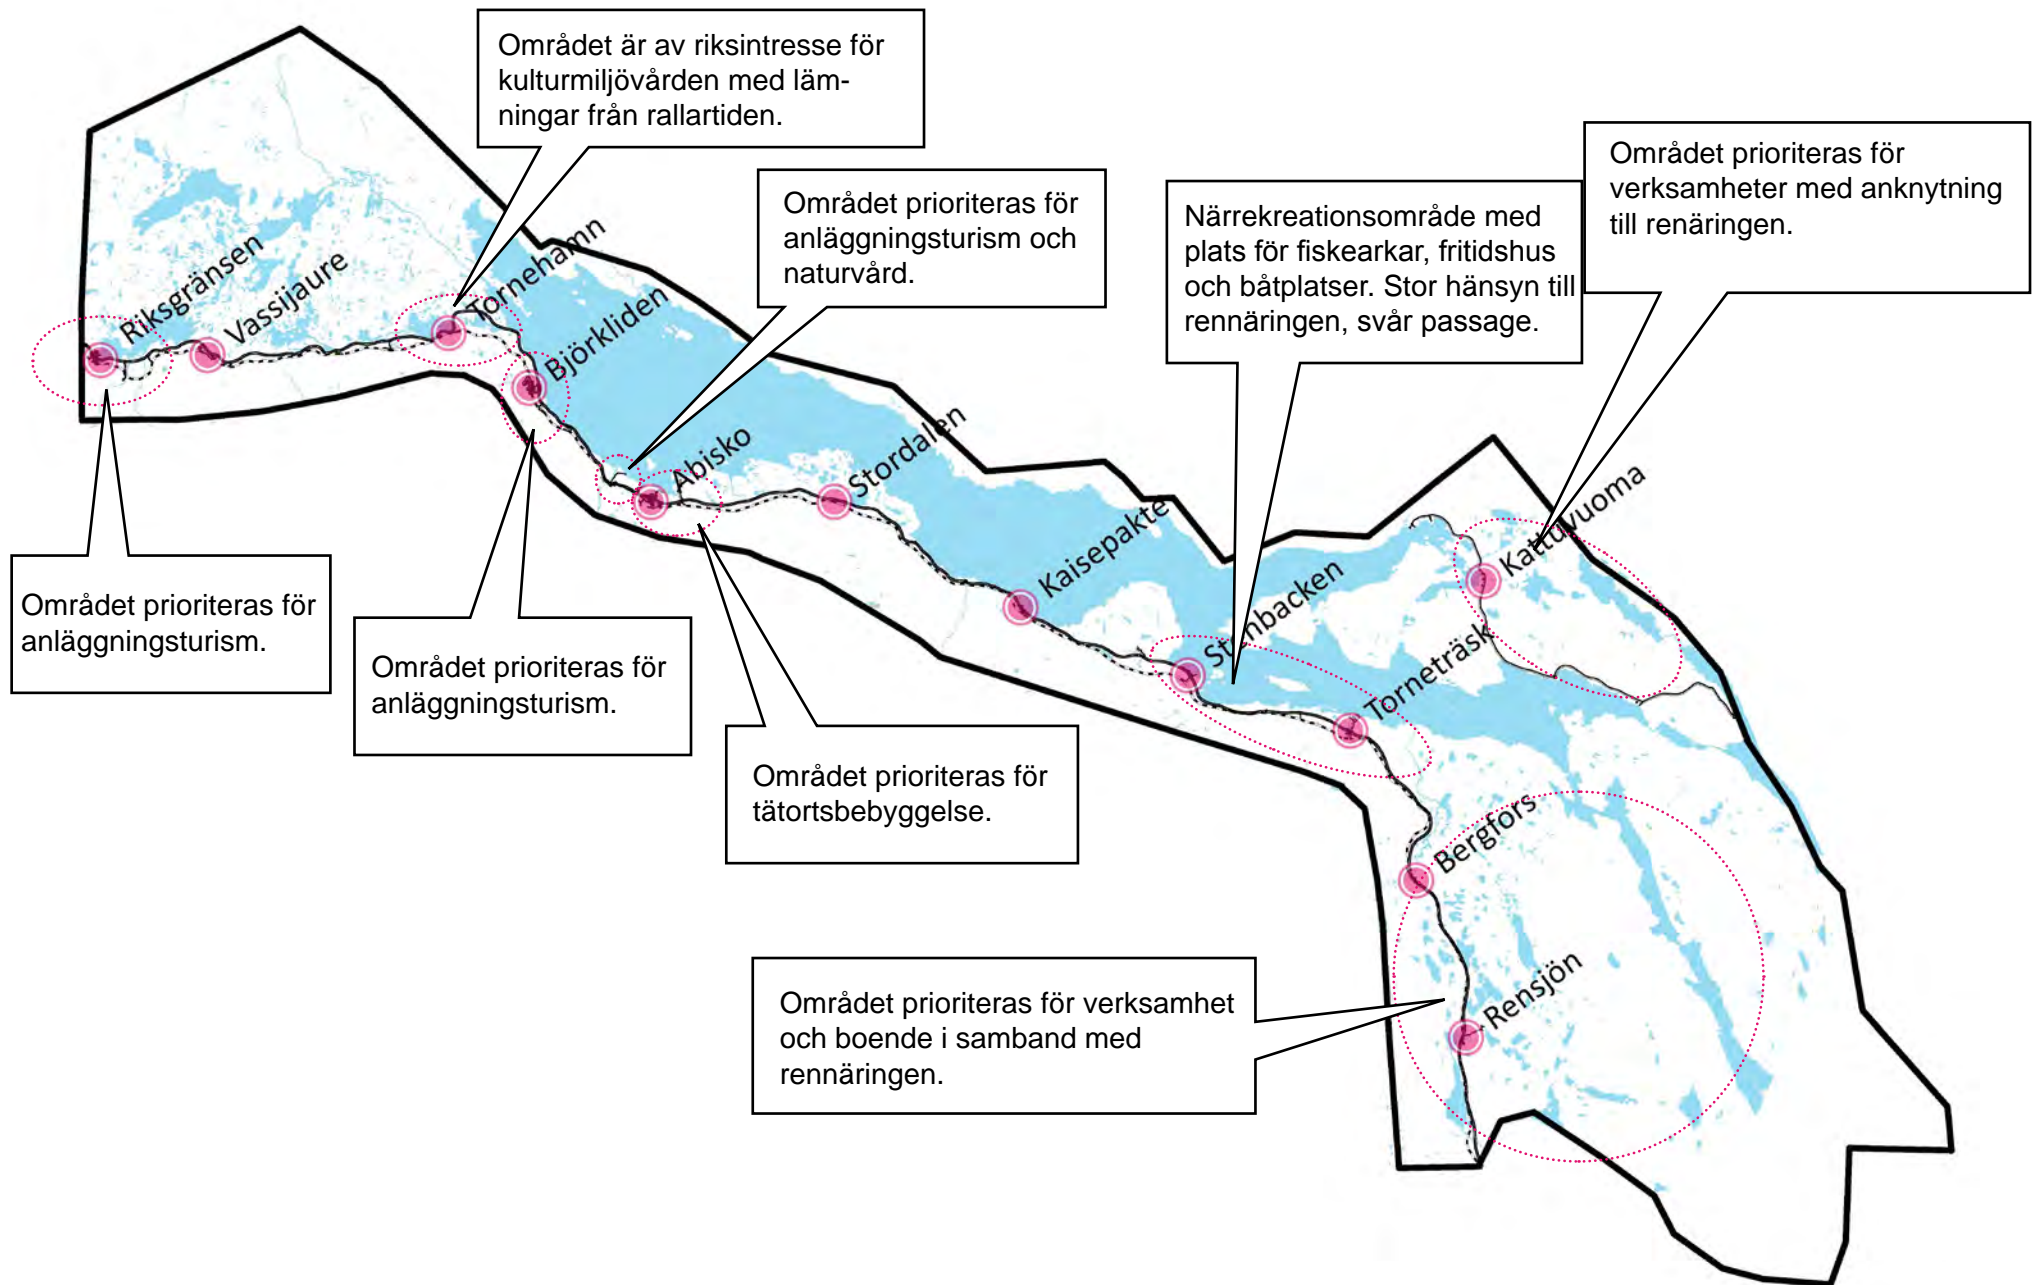 Området är av riksintresse för
kulturmiljövården med läm-
ningar från rallartiden.
Området prioriteras för
anläggningsturism och
naturvård.
Närrekreationsområde med
plats för fiskearkar, fritidshus
och båtplatser. Stor hänsyn till
rennäringen, svår passage.
Området prioriteras för
verksamheter med anknytning
till renäringen.
Riksgränsen
Vassijaure
Tornehamn
Björkliden
Abisko
Stordalen
Kaisepakte
Stenbacken
Torneträsk
Kattuvuoma
Bergfors
Rensjön
Området prioriteras för
anläggningsturism.
Området prioriteras för
anläggningsturism.
Området prioriteras för
tätortsbebyggelse.
Området prioriteras för verksamhet
och boende i samband med
rennäringen.